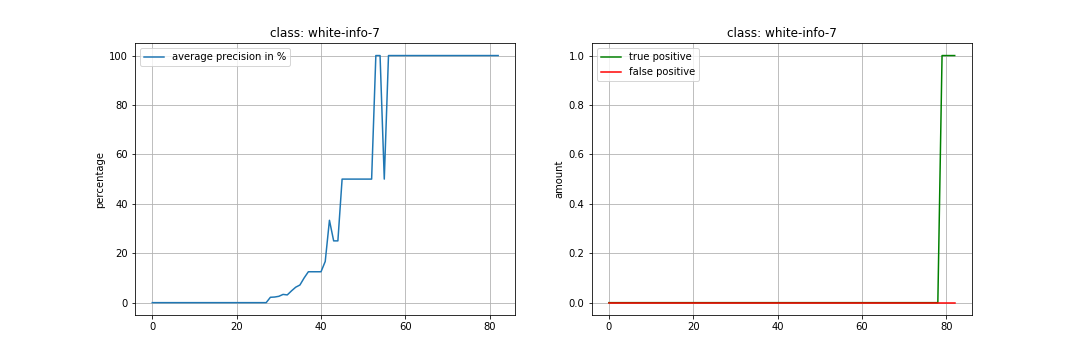 class: white-info-7
average precision in %
100
80
60
40
20
0
percentage
0 20 40 60 80
class: white-info-7
true positive
false positive
1.0
0.8
0.6
0.4
0.2
0.0
amount
0 20 40 60 80